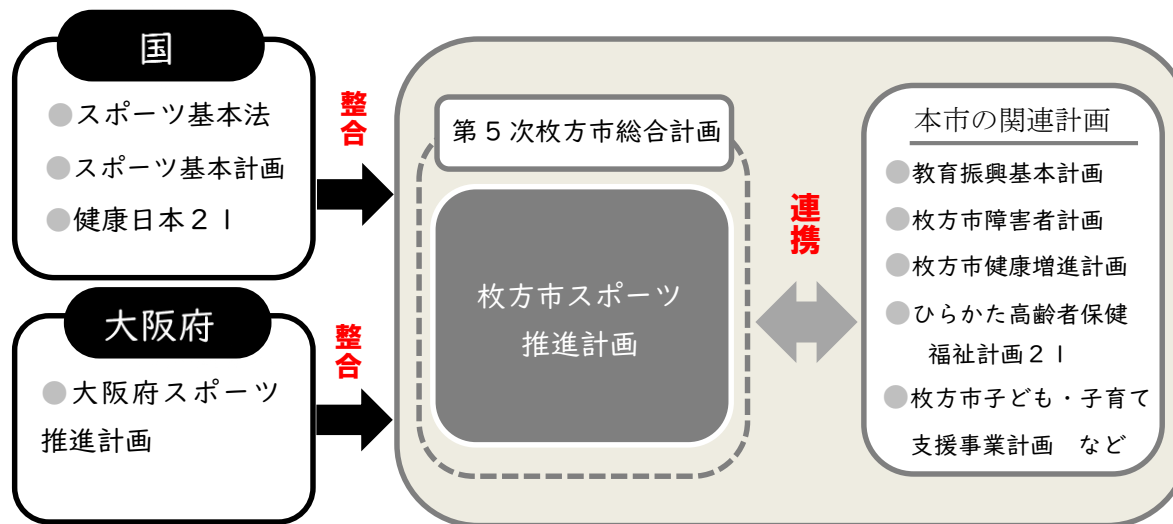 国
●スポーツ基本法
●スポーツ基本計画
●健康日本２１
整合
大阪府
●大阪府スポーツ
推進計画
整合
第５次枚方市総合計画
枚方市スポーツ
推進計画
連携
本市の関連計画
●教育振興基本計画
●枚方市障害者計画
●枚方市健康増進計画
●ひらかた高齢者保健
福祉計画２１
●枚方市子ども・子育て
支援事業計画　など